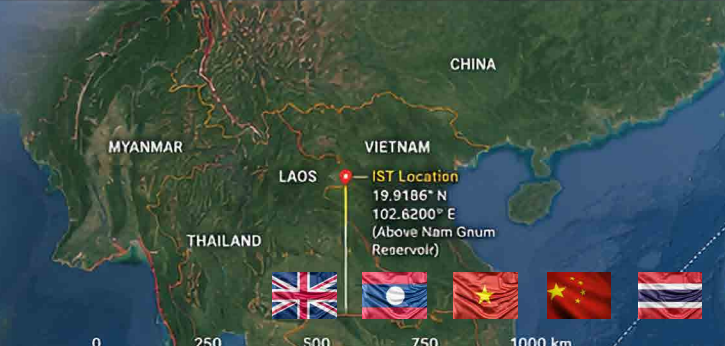 CHINA
MYANMAR
VIETNAM
LAOS
IST Location
19.9186° N
102.6200° E
(Above Nam Gnum
Reservoir)
THAILAND
0 250 500 750 1000 km